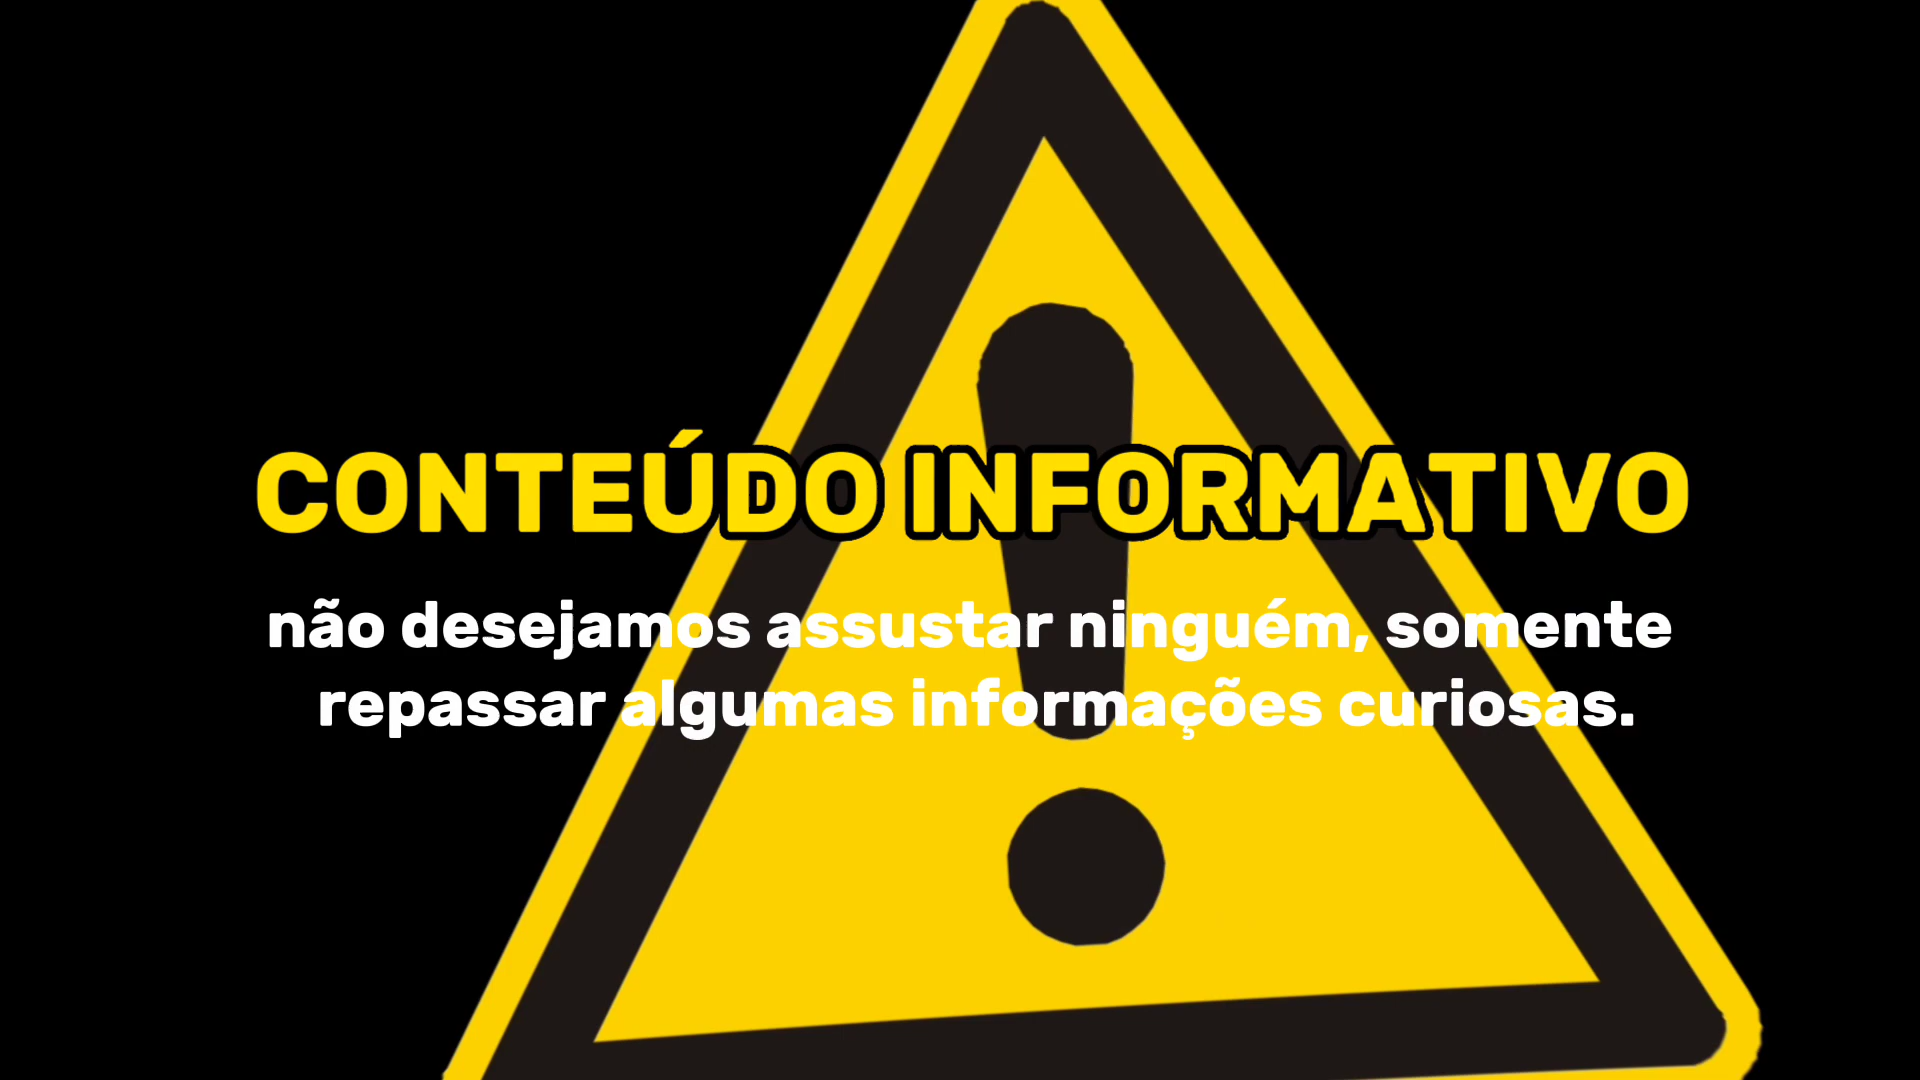 CONTEÚDO INFORMATIVO
não desejamos assustar ninguém, somente
repassar algumas informações curiosas.